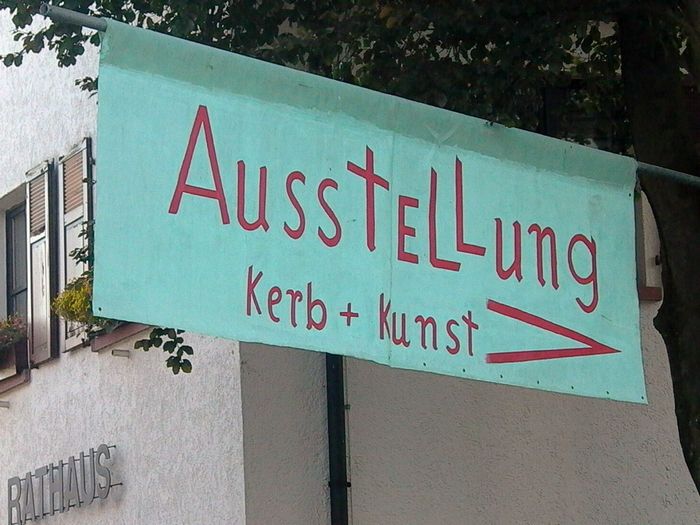 Ausstellung
Kerb + Kunst
RATHAUS